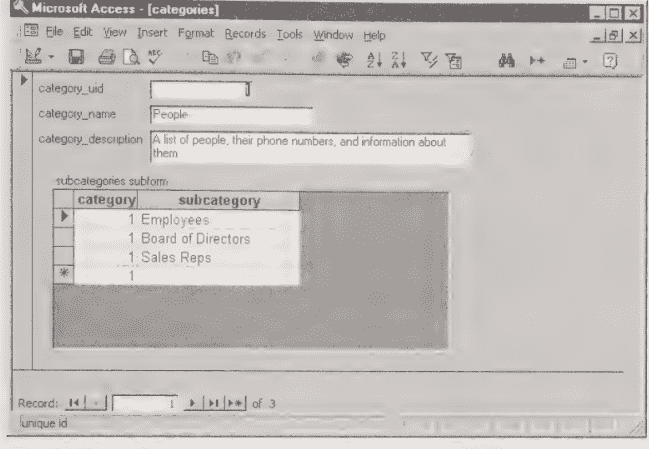 Microsoft Access - [categories]
File Edit View Insert Format Records Tools Window Help
category_uid
category_name People
category_description A list of people, their phone numbers, and information about
them
subcategories subform
category subcategory
1 Employees
1 Board of Directors
1 Sales Reps
* 1
Record: 1 of 3
unique id